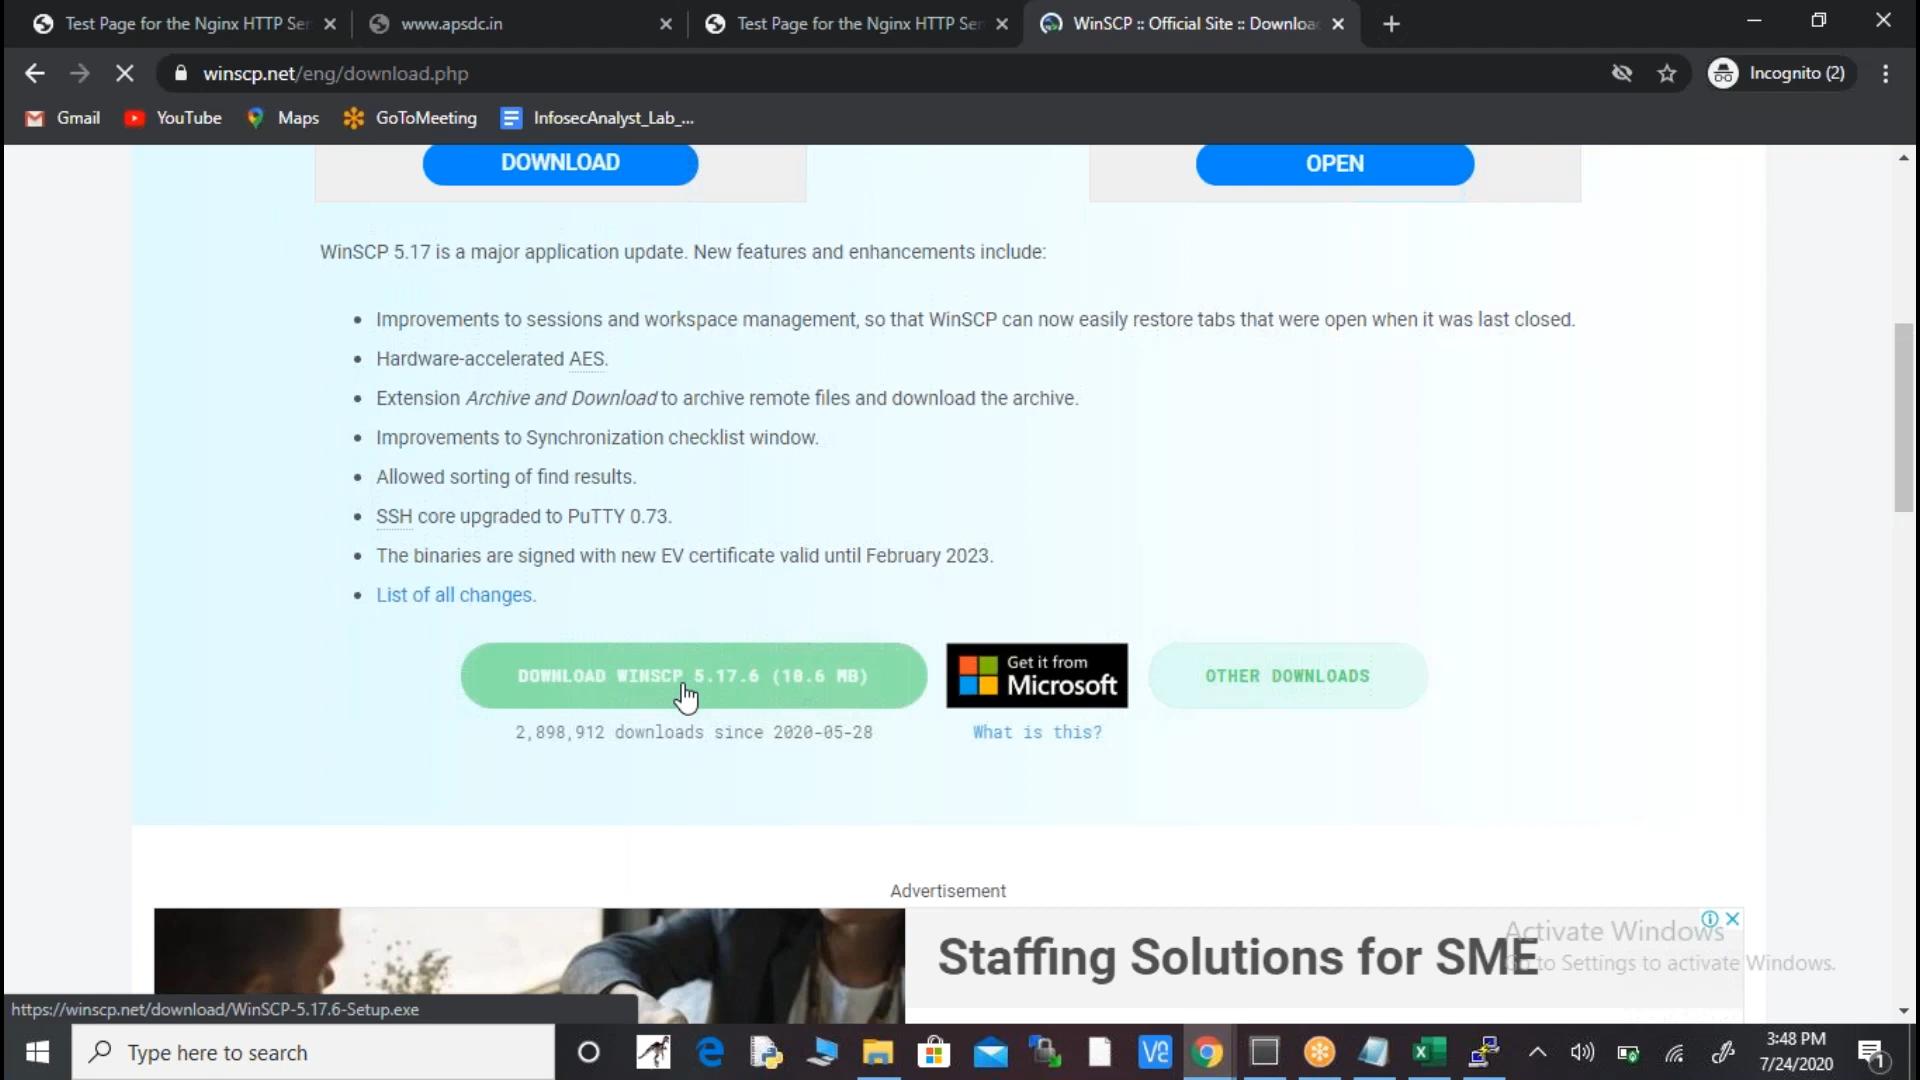 Test Page for the Nginx HTTP Ser
www.apsdc.in
Test Page for the Nginx HTTP Ser
WinSCP :: Official Site :: Downloa
winscp.net/eng/download.php
Incognito (2)
Gmail
YouTube
Maps
GoToMeeting
InfosecAnalyst_Lab_...
DOWNLOAD
OPEN
WinSCP 5.17 is a major application update. New features and enhancements include:
Improvements to sessions and workspace management, so that WinSCP can now easily restore tabs that were open when it was last closed.
Hardware-accelerated AES.
Extension Archive and Download to archive remote files and download the archive.
Improvements to Synchronization checklist window.
Allowed sorting of find results.
SSH core upgraded to PuTTY 0.73.
The binaries are signed with new EV certificate valid until February 2023.
List of all changes.
DOWNLOAD WINSCP 5.17.6 (10.6 MB)
Get it from
Microsoft
OTHER DOWNLOADS
2,898,912 downloads since 2020-05-28
What is this?
Advertisement
Staffing Solutions for SME
Activate Windows
to Settings to activate Windows.
https://winscp.net/download/WinSCP-5.17.6-Setup.exe
Type here to search
3:48 PM
7/24/2020
1